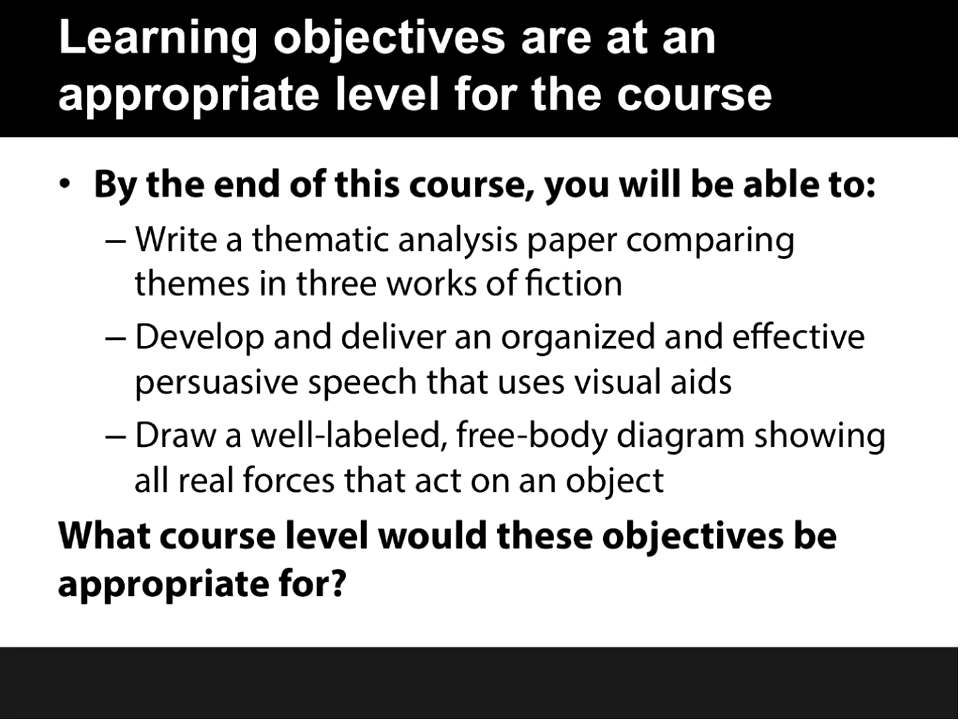 Learning objectives are at an
appropriate level for the course
• By the end of this course, you will be able to:
– Write a thematic analysis paper comparing
themes in three works of fiction
– Develop and deliver an organized and effective
persuasive speech that uses visual aids
– Draw a well-labeled, free-body diagram showing
all real forces that act on an object
What course level would these objectives be
appropriate for?